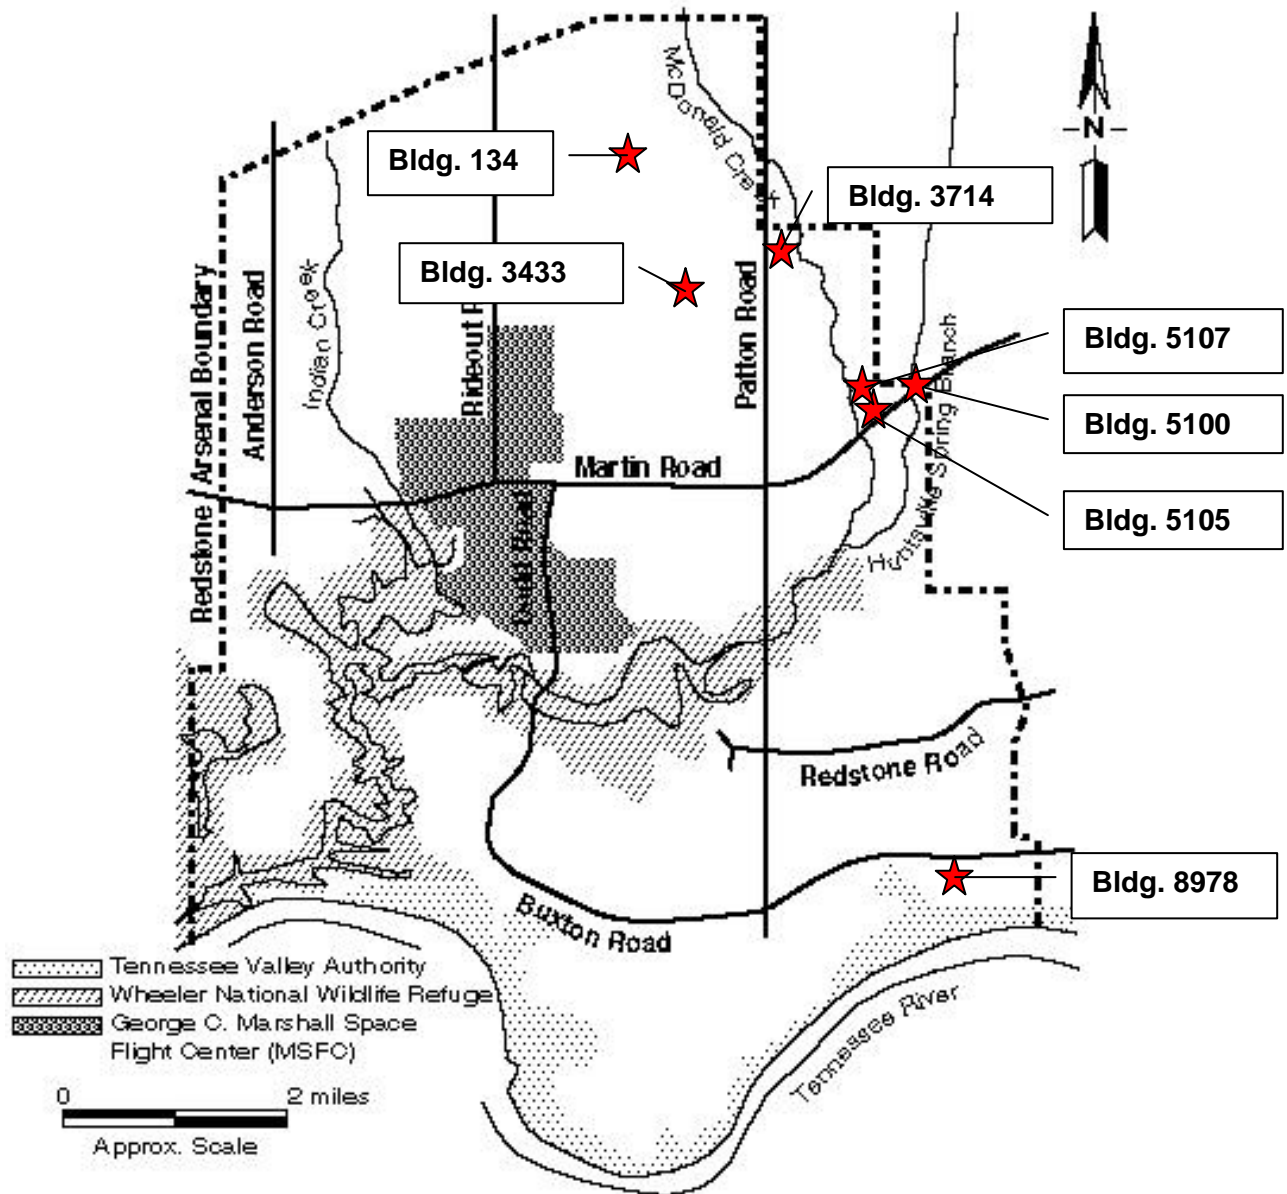 McDonald Creek
N
Bldg. 134
Bldg. 3714
Bldg. 3433
Redstone Arsenal Boundary
Anderson Road
Indian Creek
Rideout R
Patton Road
Bldg. 5107
Bldg. 5100
Bldg. 5105
Huntsville Spring Branch
Martin Road
Redstone Road
Bldg. 8978
Buxton Road
Tennessee River
Tennessee Valley Authority
Wheeler National Wildlife Refuge
George C. Marshall Space
Flight Center (MSFC)
0 2 miles
Approx. Scale